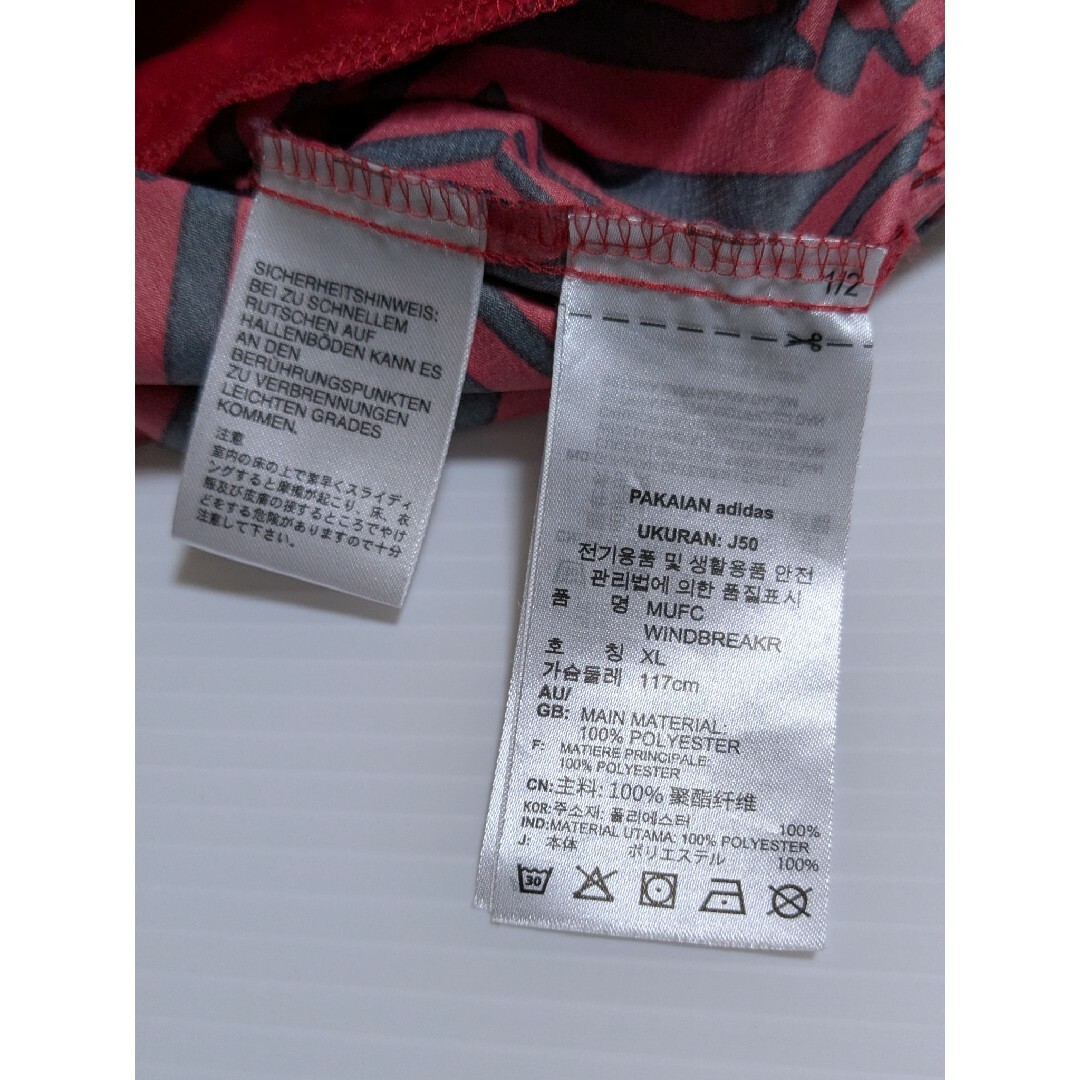 SICHERHEITSHINWEIS:
BEI ZU SCHNELLEM
RUTSCHEN AUF
HALLENBÖDEN KANN ES
AN DEN
BERÜHRUNGSPUNKTEN
ZU VERBRENNUNGEN
LEICHTEN GRADES
KOMMEN.
注意
室内の床の上で素早くスライディ
ングすると摩擦が起こり、床、衣
服及び皮膚の接するところでやけ
どをする危険がありますので十分
注意して下さい。
1/2
PAKAIAN adidas
UKURAN: J50
전기용품 및 생활용품 안전
관리법에 의한 품질표시
품 명 MUFC
WINDBREAKR
호 칭 XL
가슴둘레 117cm
AU/
GB: MAIN MATERIAL:
100% POLYESTER
F: MATIERE PRINCIPALE:
100% POLYESTER
CN:主料: 100% 聚酯纤维
KOR:주소재: 폴리에스터 100%
IND:MATERIAL UTAMA: 100% POLYESTER
J: 本体 ポリエステル 100%
30